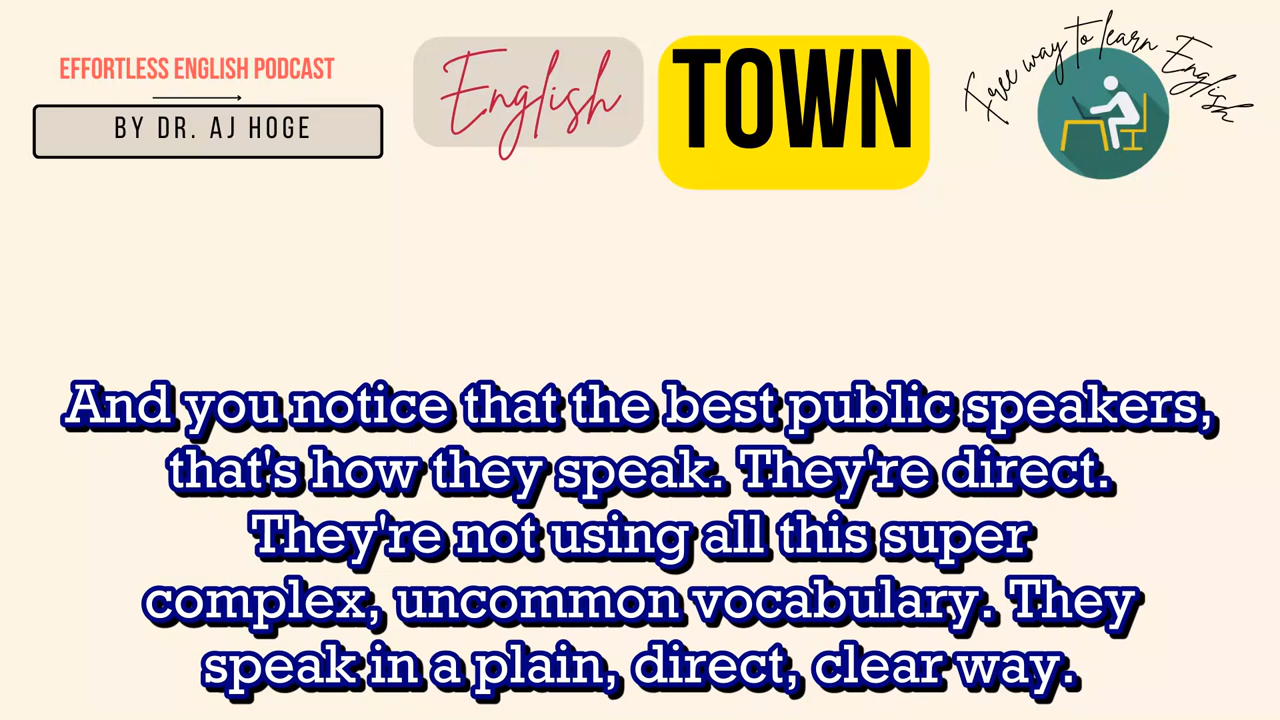 EFFORTLESS ENGLISH PODCAST
BY DR. AJ HOGE
English
TOWN
Free way to learn English
And you notice that the best public speakers,
that's how they speak. They're direct.
They're not using all this super
complex, uncommon vocabulary. They
speak in a plain, direct, clear way.